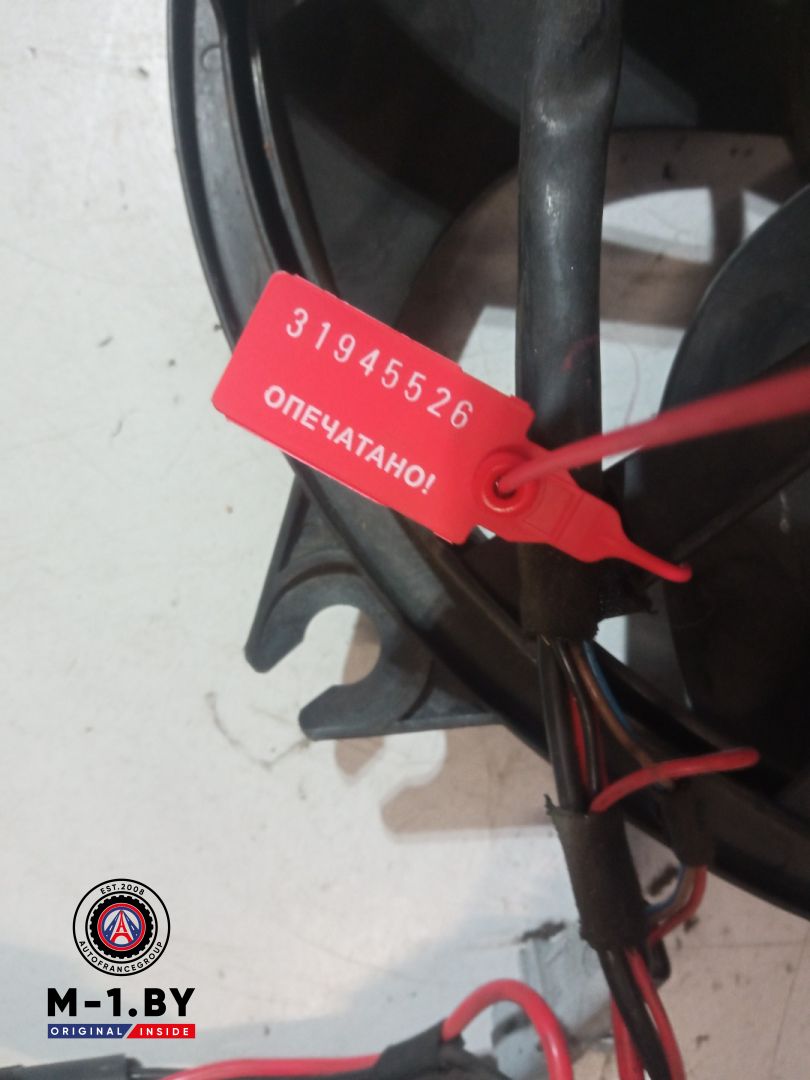 31945526
ОПЕЧАТАНО!
EST.2008
AUTOFRANCEGROUP
M-1.BY
ORIGINAL INSIDE